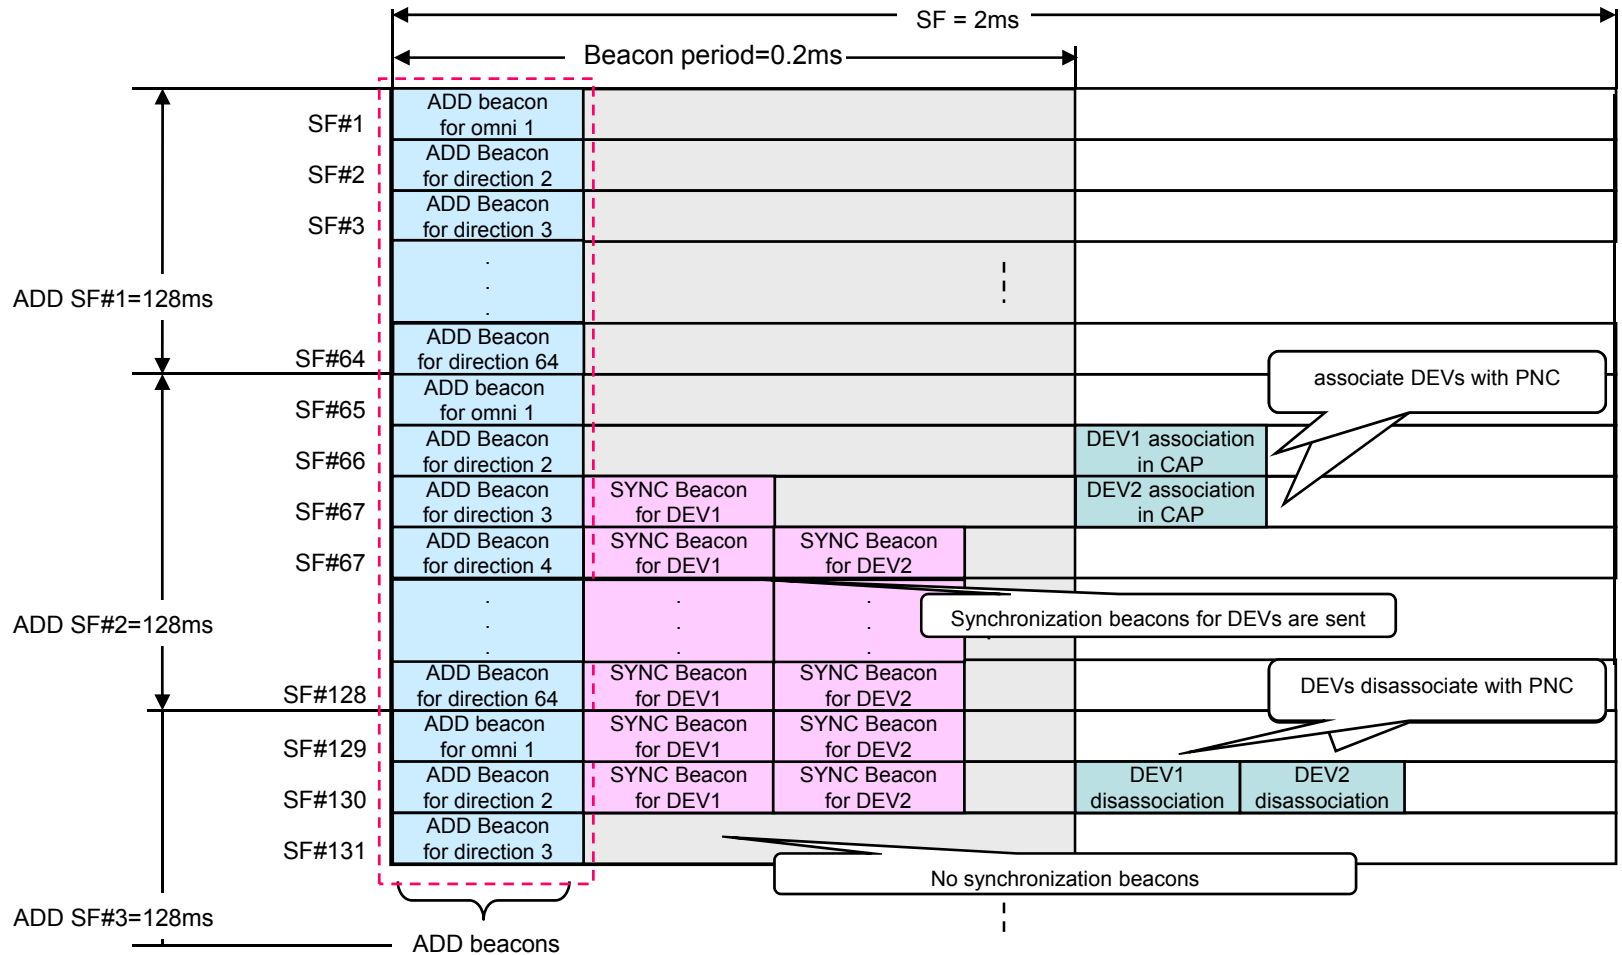 SF = 2ms
Beacon period=0.2ms
SF#1
ADD beacon
for omni 1
SF#2
ADD Beacon
for direction 2
SF#3
ADD Beacon
for direction 3
.
.
.
ADD SF#1=128ms
SF#64
ADD Beacon
for direction 64
associate DEVs with PNC
SF#65
ADD beacon
for omni 1
SF#66
ADD Beacon
for direction 2
DEV1 association
in CAP
SF#67
ADD Beacon
for direction 3
SYNC Beacon
for DEV1
DEV2 association
in CAP
SF#67
ADD Beacon
for direction 4
SYNC Beacon
for DEV1
SYNC Beacon
for DEV2
Synchronization beacons for DEVs are sent
ADD SF#2=128ms
. . .
. . .
. . .
SF#128
ADD Beacon
for direction 64
SYNC Beacon
for DEV1
SYNC Beacon
for DEV2
DEVs disassociate with PNC
SF#129
ADD beacon
for omni 1
SYNC Beacon
for DEV1
SYNC Beacon
for DEV2
SF#130
ADD Beacon
for direction 2
SYNC Beacon
for DEV1
SYNC Beacon
for DEV2
DEV1
disassociation
DEV2
disassociation
SF#131
ADD Beacon
for direction 3
No synchronization beacons
ADD SF#3=128ms
ADD beacons